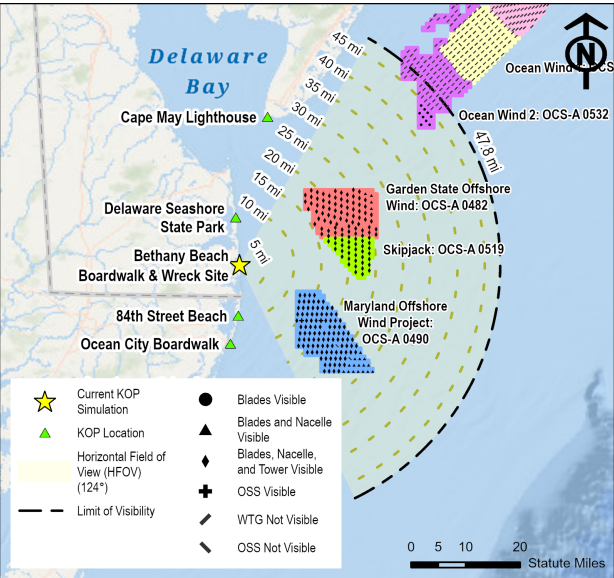 Delaware
Bay
45 mi
40 mi
35 mi
30 mi
25 mi
20 mi
15 mi
10 mi
5 mi
47.8 mi
N
Ocean Wind
Ocean Wind 2: OCS-A 0532
Cape May Lighthouse
Garden State Offshore
Wind: OCS-A 0482
Delaware Seashore
State Park
Skipjack: OCS-A 0519
Bethany Beach
Boardwalk & Wreck Site
Maryland Offshore
Wind Project:
OCS-A 0490
84th Street Beach
Ocean City Boardwalk
Current KOP
Simulation
KOP Location
Horizontal Field of
View (HFOV)
(124°)
Limit of Visibility
Blades Visible
Blades and Nacelle
Visible
Blades, Nacelle,
and Tower Visible
OSS Visible
WTG Not Visible
OSS Not Visible
0 5 10 20
Statute Miles